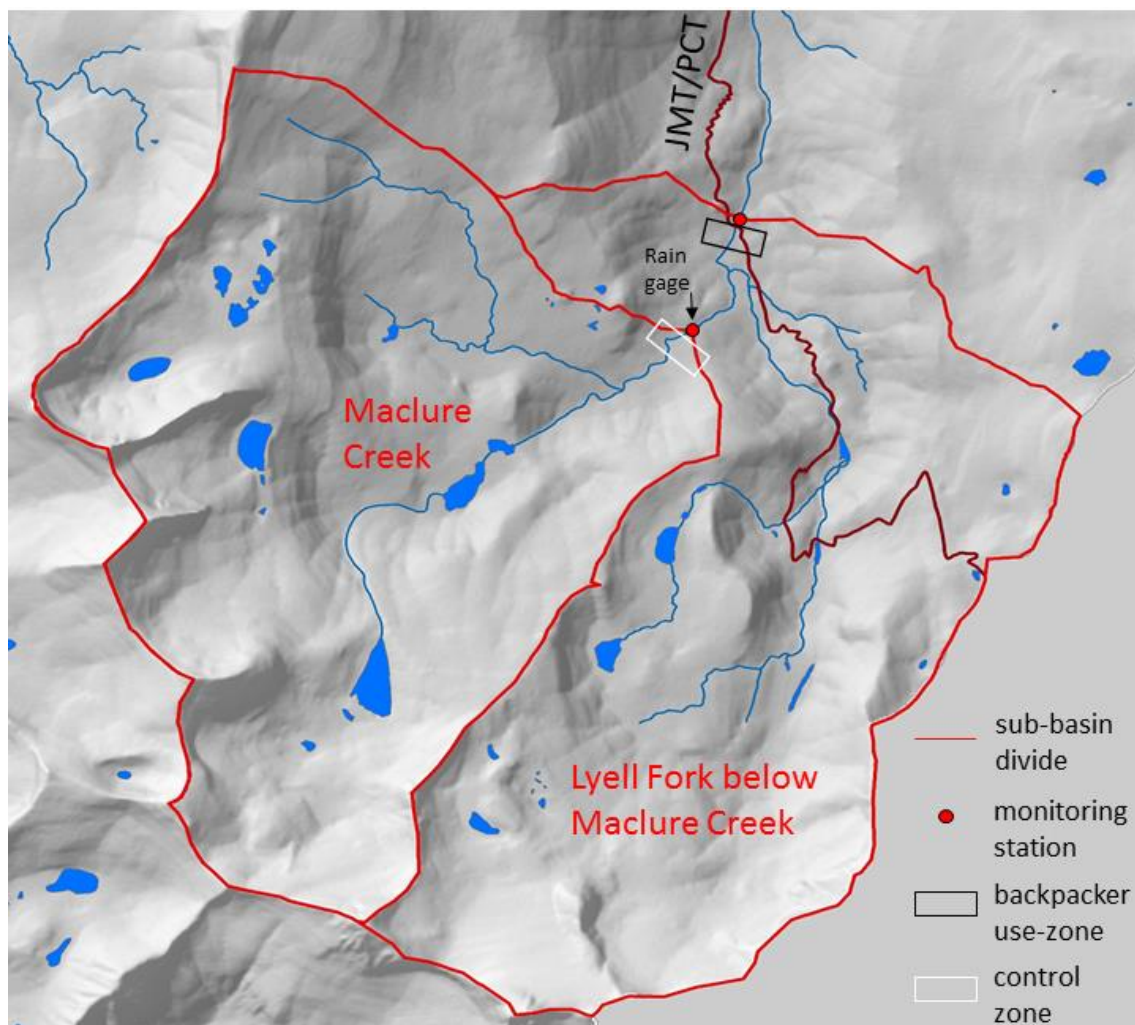 JMT/PCT
Rain
gage
Maclure
Creek
Lyell Fork below
Maclure Creek
sub-basin
divide
monitoring
station
backpacker
use-zone
control
zone